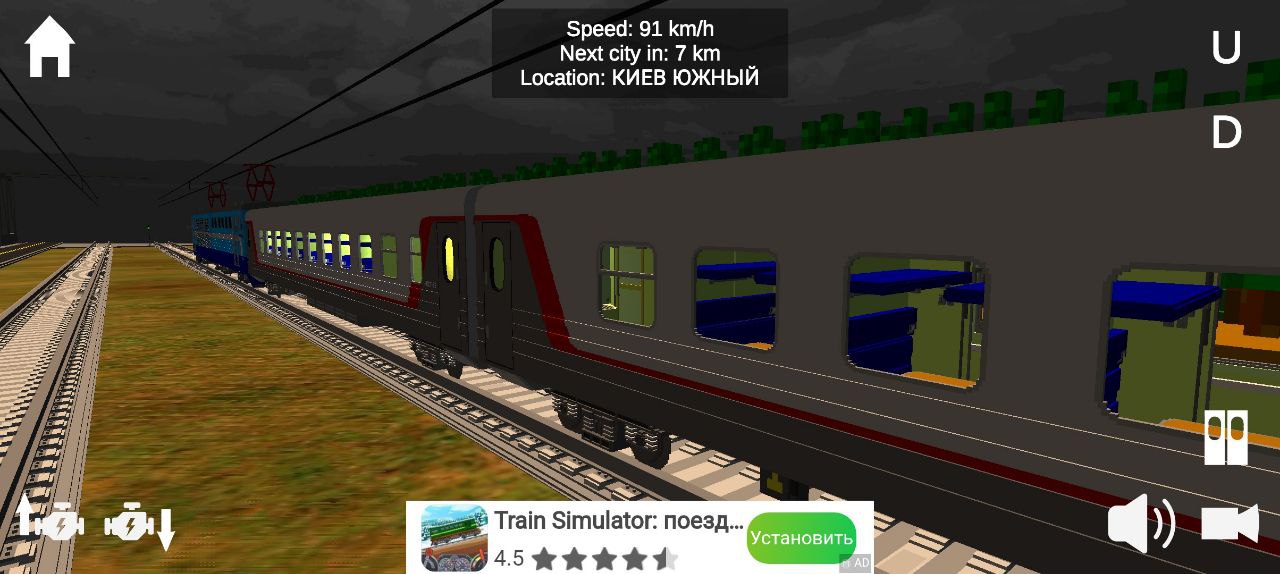 Speed: 91 km/h
Next city in: 7 km
Location: КИЕВ ЮЖНЫЙ
U
D
Train Simulator: поезд...
4.5
Установить
AD